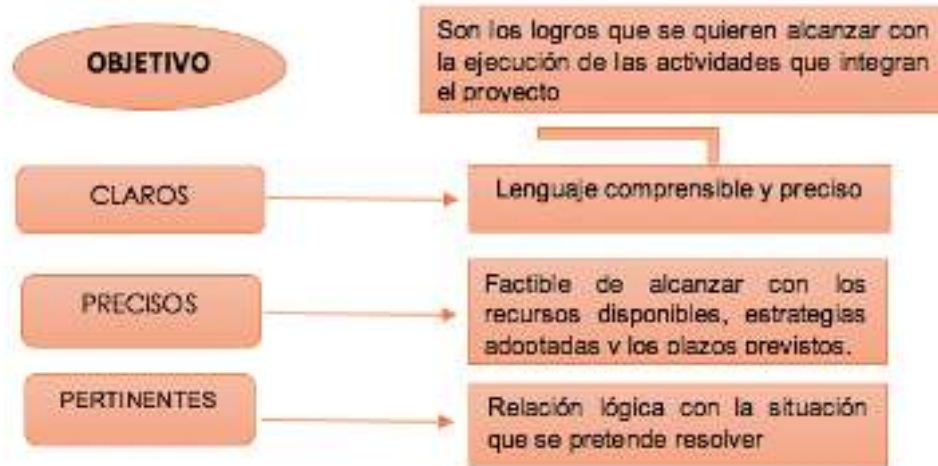 OBJETIVO
Son los logros que se quieren alcanzar con
la ejecución de las actividades que integran
el proyecto
CLAROS
Lenguaje comprensible y preciso
PRECISOS
Factible de alcanzar con los
recursos disponibles, estrategias
adoptadas y los plazos previstos.
PERTINENTES
Relación lógica con la situación
que se pretende resolver